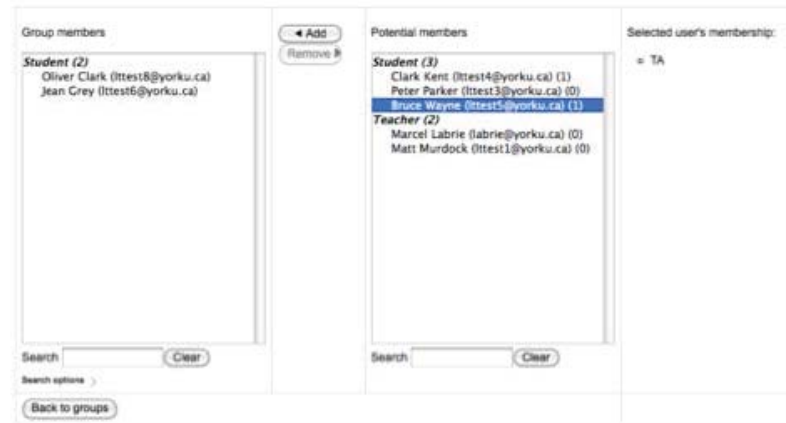 Group members
Student (2)
Oliver Clark (lttest8@yorku.ca)
Jean Grey (lttest6@yorku.ca)
Search
Clear
Search options
Back to groups
◄ Add
Remove ►
Potential members
Student (3)
Clark Kent (lttest4@yorku.ca) (1)
Peter Parker (lttest3@yorku.ca) (0)
Bruce Wayne (lttest5@yorku.ca) (1)
Teacher (2)
Marcel Labrie (labrie@yorku.ca) (0)
Matt Murdock (lttest1@yorku.ca) (0)
Search
Clear
Selected user's membership:
TA